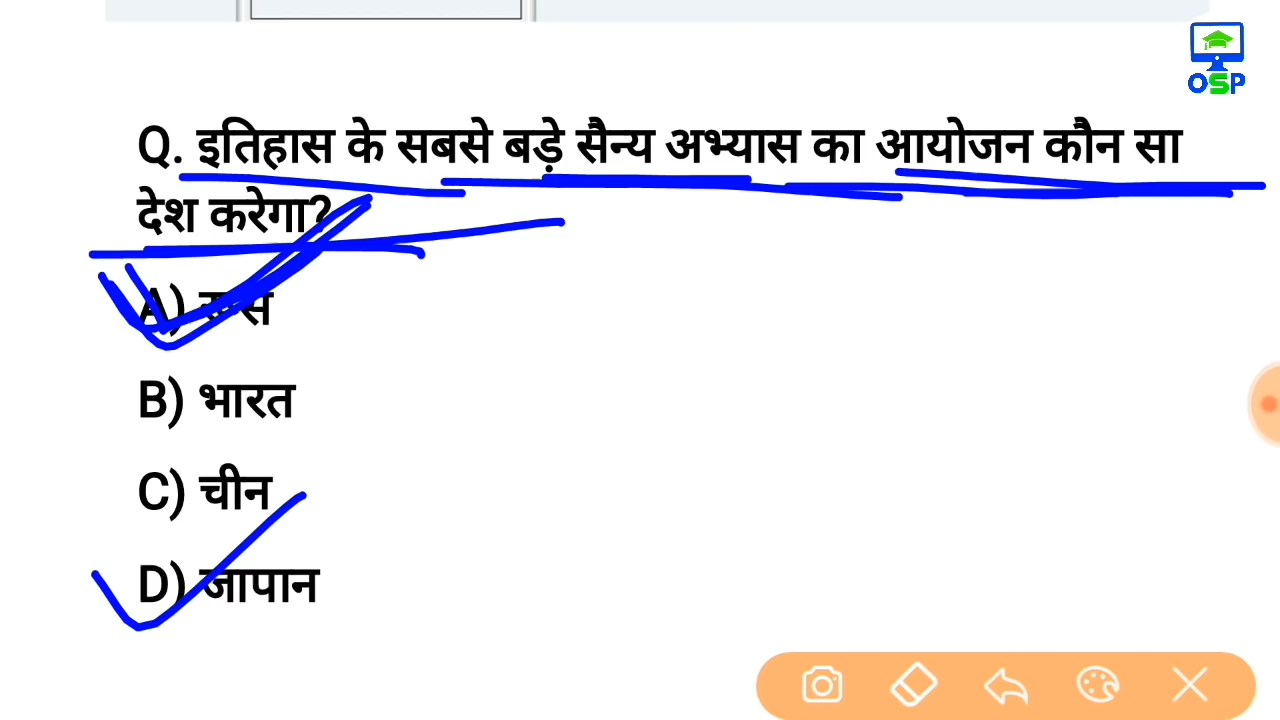 OSP
Q. इतिहास के सबसे बड़े सैन्य अभ्यास का आयोजन कौन सा
देश करेगा?
A) रूस
B) भारत
C) चीन
D) जापान